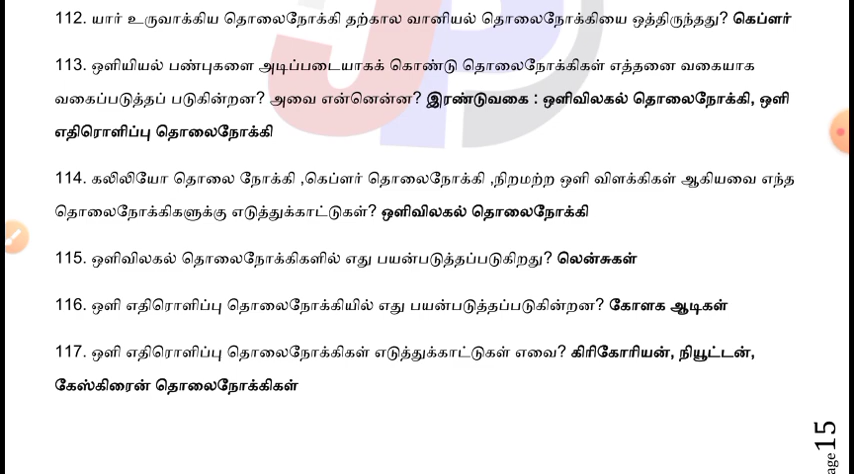 112. யார் உருவாக்கிய தொலைநோக்கி தற்கால வானியல் தொலைநோக்கியை ஒத்திருந்தது? கெப்ளர்
113. ஒளியியல் பண்புகளை அடிப்படையாகக் கொண்டு தொலைநோக்கிகள் எத்தனை வகையாக
வகைப்படுத்தப் படுகின்றன? அவை என்னென்ன? இரண்டுவகை : ஒளிவிலகல் தொலைநோக்கி, ஒளி
எதிரொளிப்பு தொலைநோக்கி
114. கலிலியோ தொலை நோக்கி ,கெப்ளர் தொலைநோக்கி ,நிறமற்ற ஒளி விளக்கிகள் ஆகியவை எந்த
தொலைநோக்கிகளுக்கு எடுத்துக்காட்டுகள்? ஒளிவிலகல் தொலைநோக்கி
115. ஒளிவிலகல் தொலைநோக்கிகளில் எது பயன்படுத்தப்படுகிறது? லென்சுகள்
116. ஒளி எதிரொளிப்பு தொலைநோக்கியில் எது பயன்படுத்தப்படுகின்றன? கோளக ஆடிகள்
117. ஒளி எதிரொளிப்பு தொலைநோக்கிகள் எடுத்துக்காட்டுகள் எவை? கிரிகோரியன், நியூட்டன்,
கேஸ்கிரைன் தொலைநோக்கிகள்
age 15